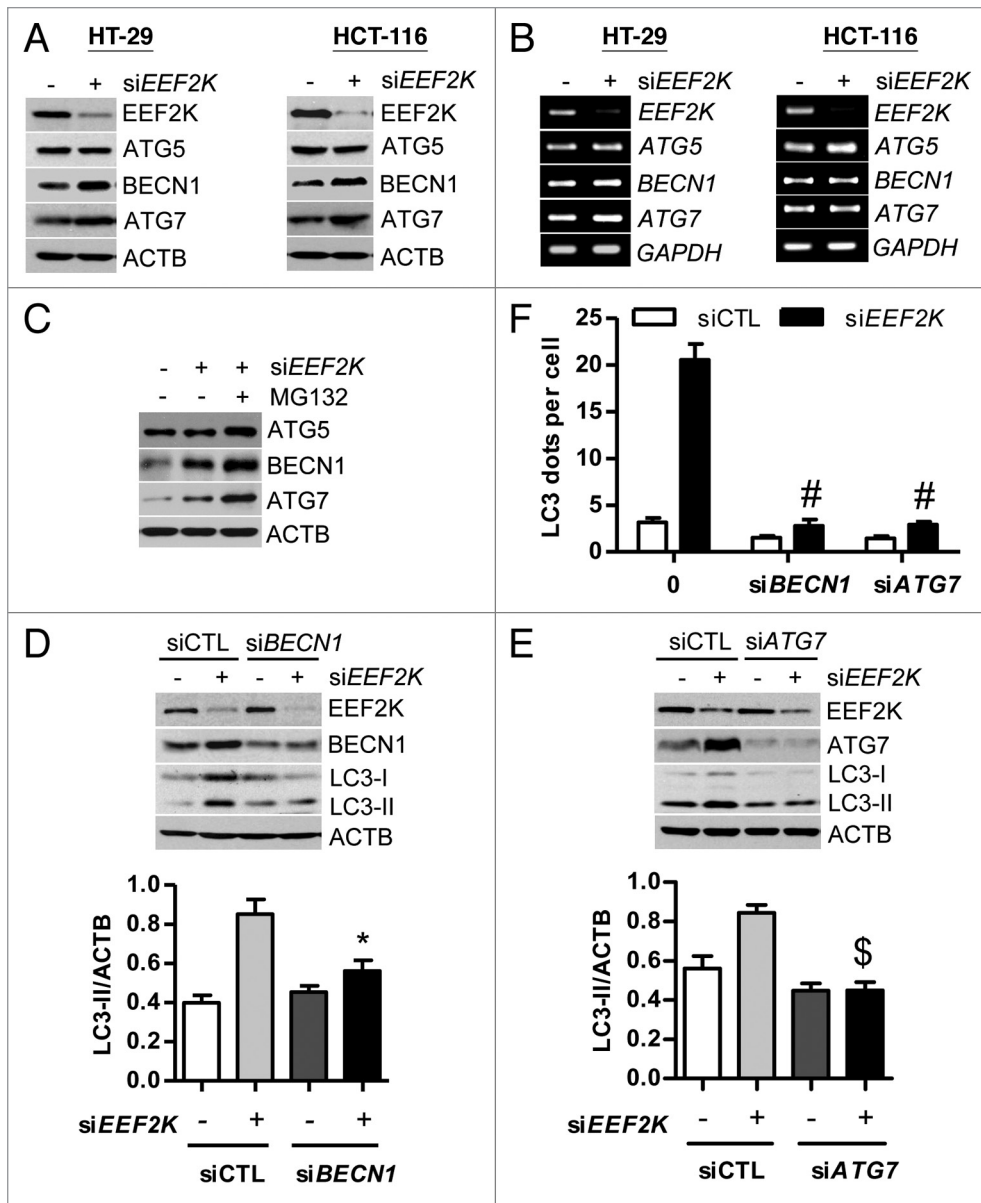 A
HT-29
HCT-116
- + siEEF2K
- + siEEF2K
EEF2K
EEF2K
ATG5
ATG5
BECN1
BECN1
ATG7
ATG7
ACTB
ACTB
B
HT-29
HCT-116
- + siEEF2K
- + siEEF2K
EEF2K
EEF2K
ATG5
ATG5
BECN1
BECN1
ATG7
ATG7
GAPDH
GAPDH
C
- + + siEEF2K
- - + MG132
ATG5
BECN1
ATG7
ACTB
F
siCTL siEEF2K
LC3 dots per cell
25
20
15
10
5
0
# #
0 siBECN1 siATG7
D
siCTL siBECN1
- + - + siEEF2K
EEF2K
BECN1
LC3-I
LC3-II
ACTB
LC3-II/ACTB
1.0
0.8
0.6
0.4
0.4
0.0
*
siEEF2K - + - +
siCTL siBECN1
E
siCTL siATG7
- + - + siEEF2K
EEF2K
ATG7
LC3-I
LC3-II
ACTB
LC3-II/ACTB
1.0
0.8
0.6
0.4
0.4
0.0
$
siEEF2K - + - +
siCTL siATG7